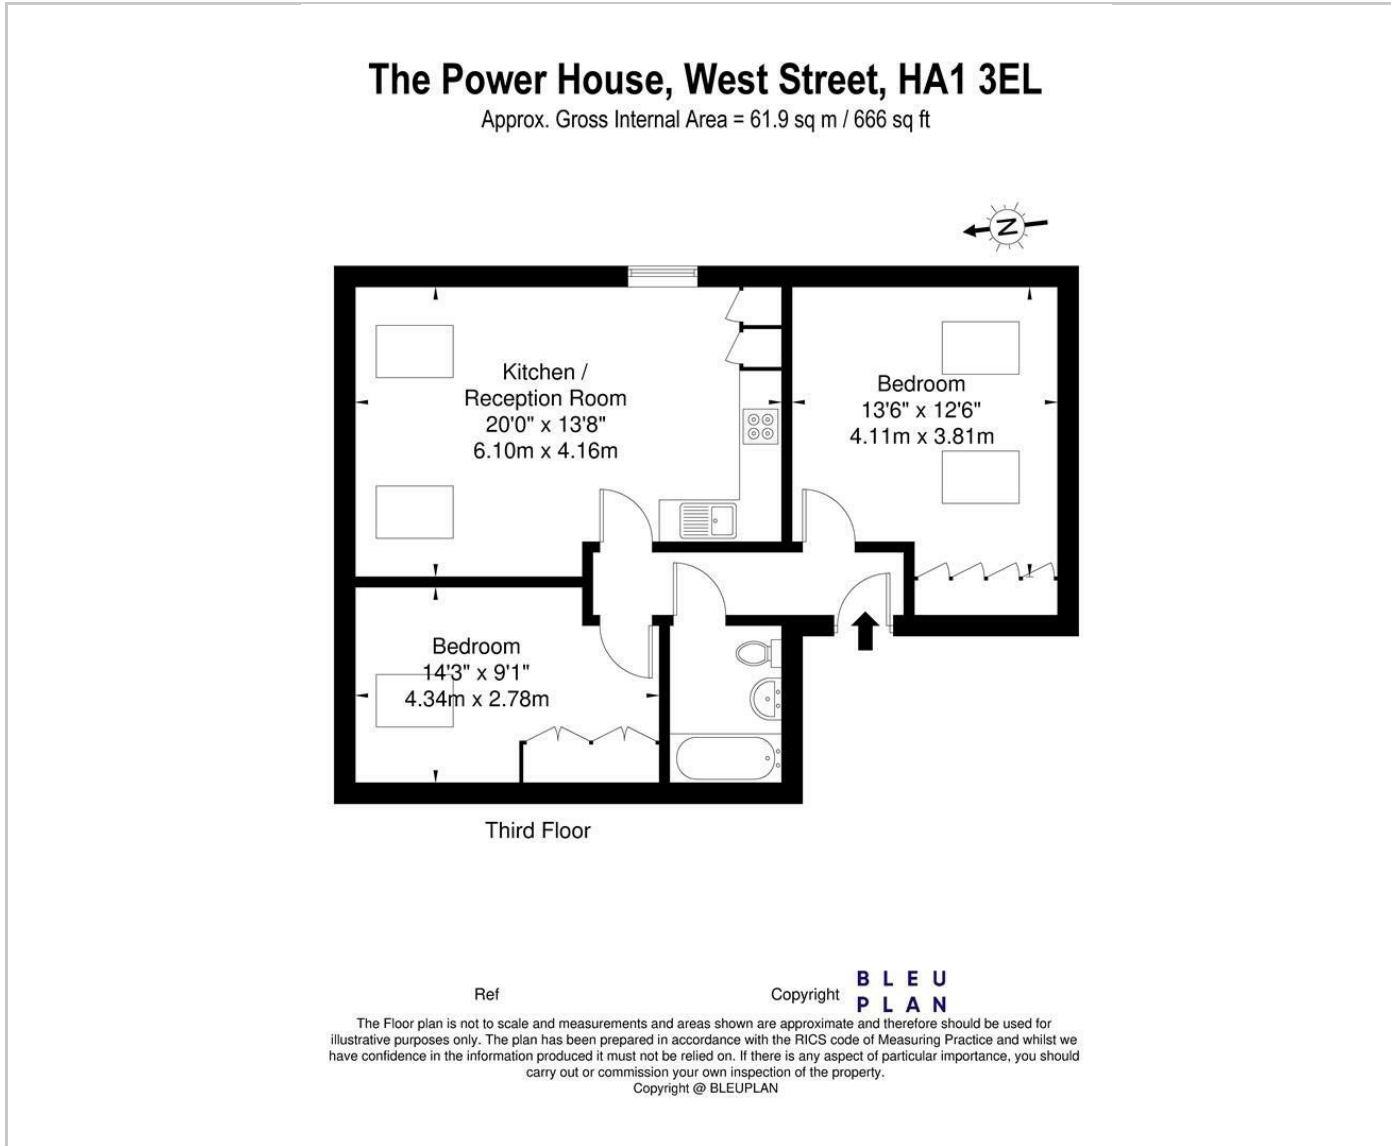 The Power House, West Street, HA1 3EL
Approx. Gross Internal Area = 61.9 sq m / 666 sq ft
N
Kitchen /
Reception Room
20'0" x 13'8"
6.10m x 4.16m
Bedroom
13'6" x 12'6"
4.11m x 3.81m
Bedroom
14'3" x 9'1"
4.34m x 2.78m
Third Floor
Ref
Copyright
BLEU
PLAN
The Floor plan is not to scale and measurements and areas shown are approximate and therefore should be used for
illustrative purposes only. The plan has been prepared in accordance with the RICS code of Measuring Practice and whilst we
have confidence in the information produced it must not be relied on. If there is any aspect of particular importance, you should
carry out or commission your own inspection of the property.
Copyright @ BLEUPLAN